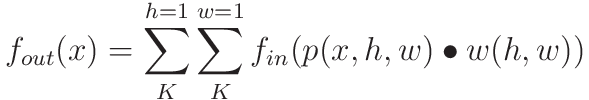 $f_{out}(x) = \sum_{K}^{h=1} \sum_{K}^{w=1} f_{in}(p(x, h, w) \bullet w(h, w))$